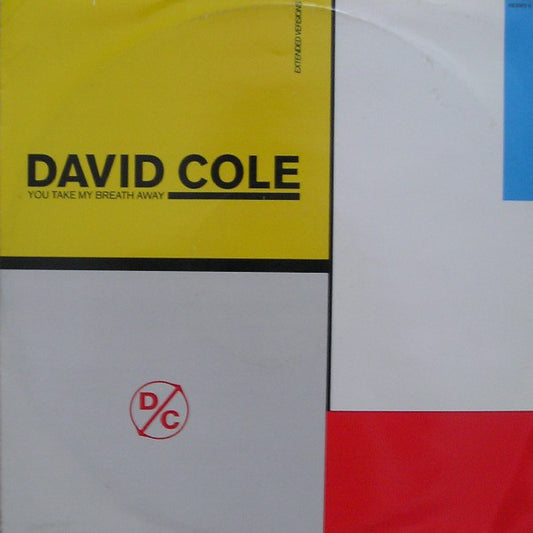 EXTENDED VERSIONS
DAVID COLE
YOU TAKE MY BREATH AWAY
D/C